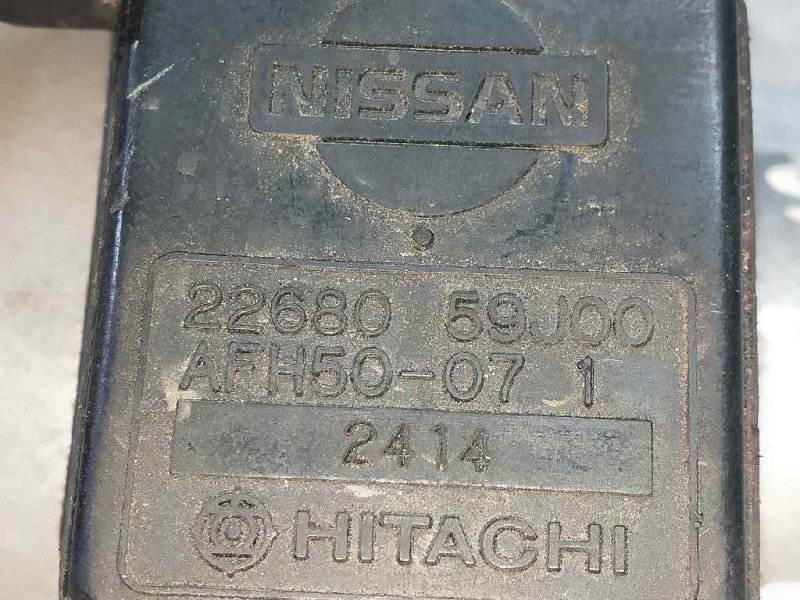 NISSAN
22680 59J00
AFH50-07 1
2414
HITACHI